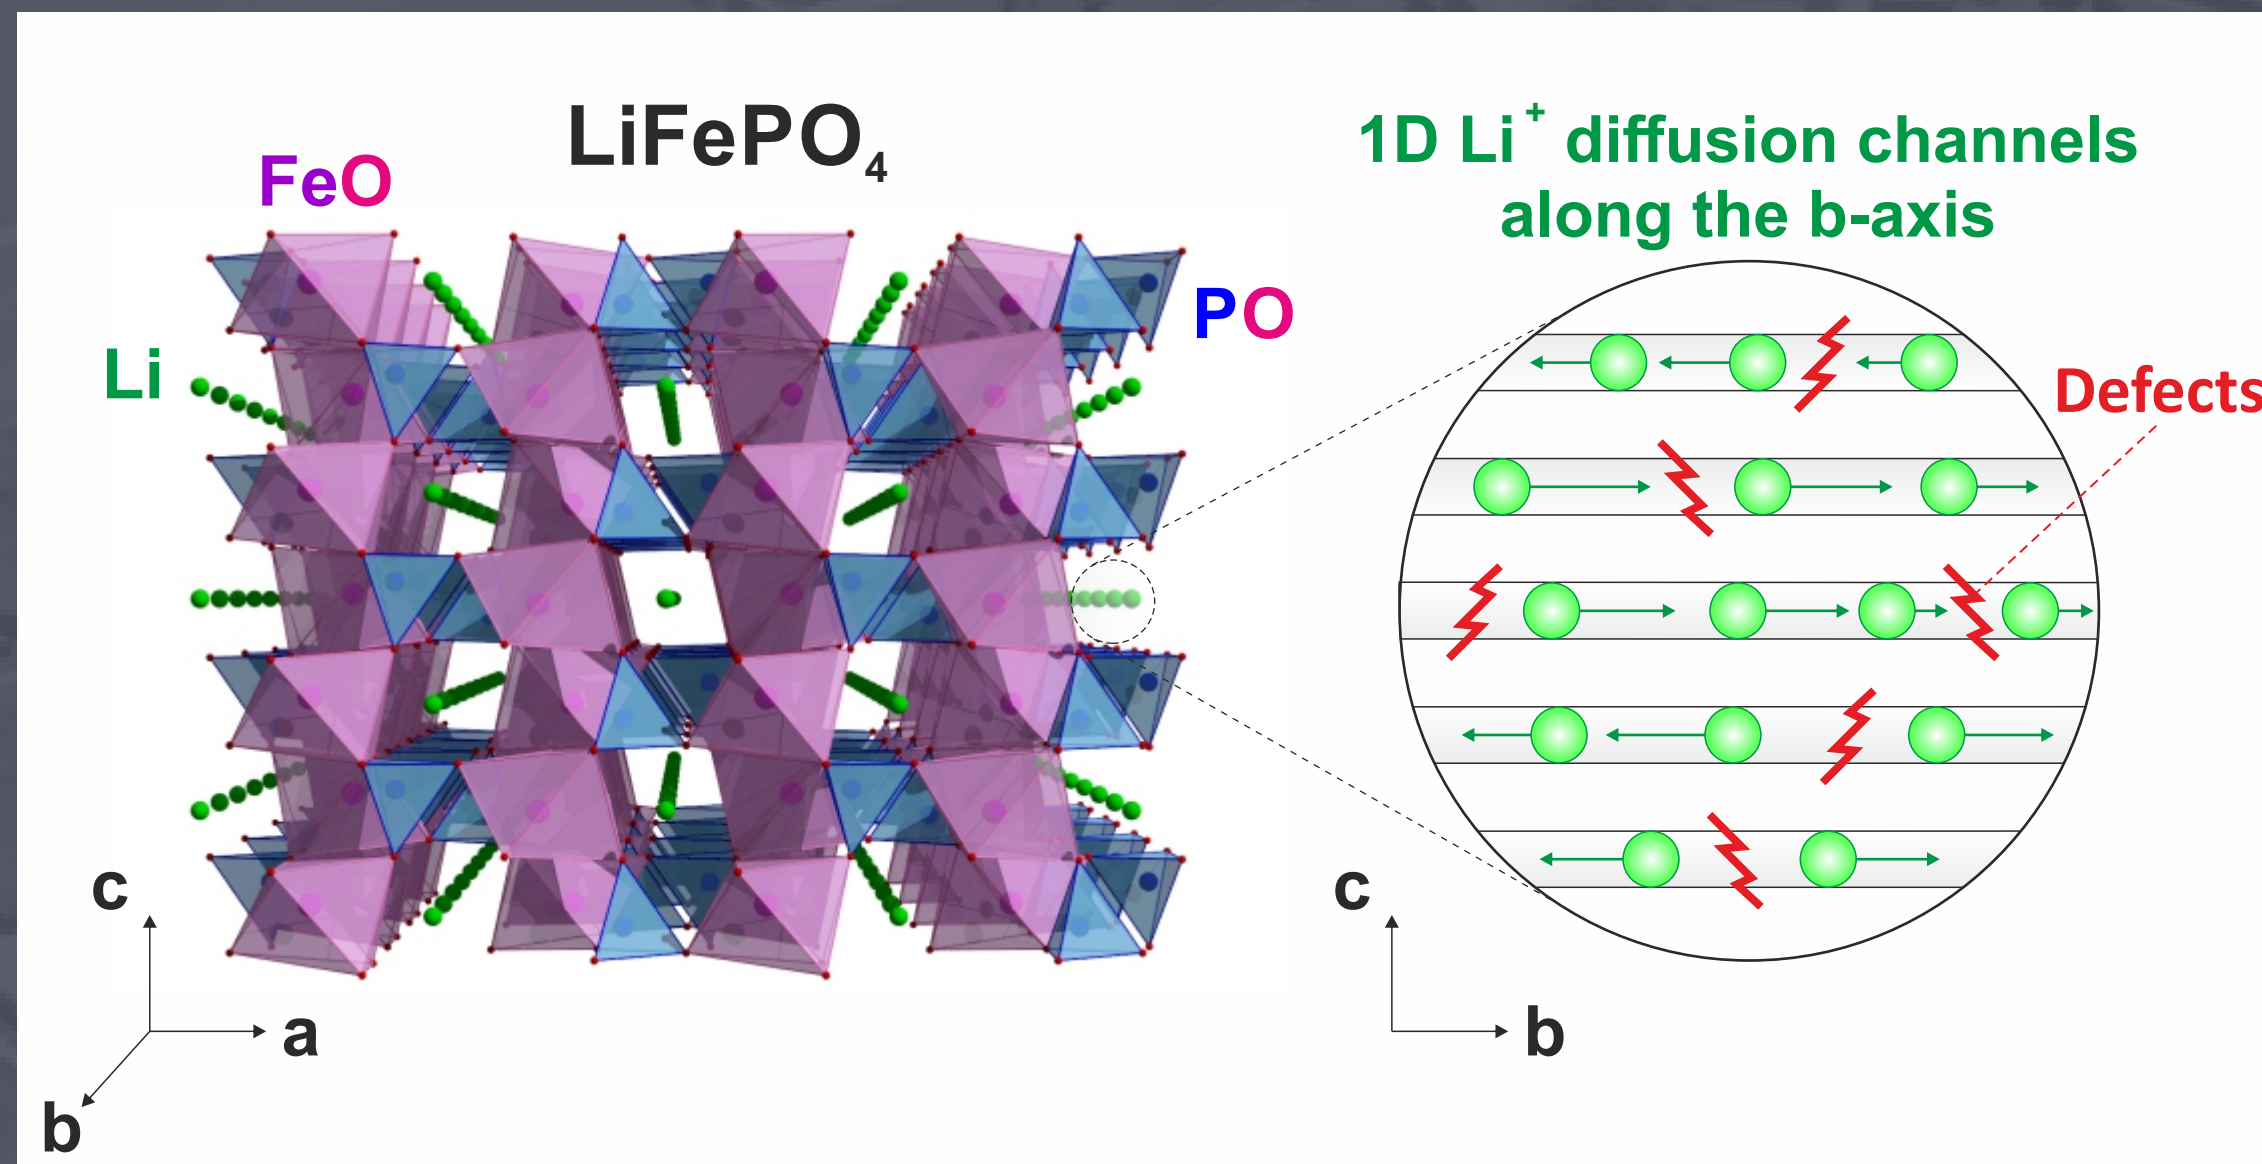 LiFePO₄
FeO
Li
PO
c
a
b
1D Li⁺ diffusion channels
along the b-axis
Defects
c
b